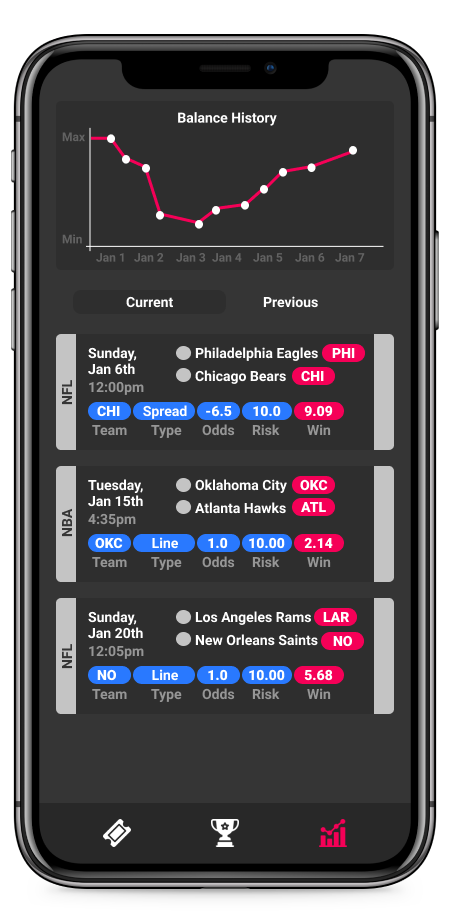 Balance History
Max
Min
Jan 1 Jan 2 Jan 3 Jan 4 Jan 5 Jan 6 Jan 7
Current Previous
NFL
Sunday,
Jan 6th
12:00pm
Philadelphia Eagles PHI
Chicago Bears CHI
CHI Spread -6.5 10.0 9.09
Team Type Odds Risk Win
NBA
Tuesday,
Jan 15th
4:35pm
Oklahoma City OKC
Atlanta Hawks ATL
OKC Line 1.0 10.00 2.14
Team Type Odds Risk Win
NFL
Sunday,
Jan 20th
12:05pm
Los Angeles Rams LAR
New Orleans Saints NO
NO Line 1.0 10.00 5.68
Team Type Odds Risk Win